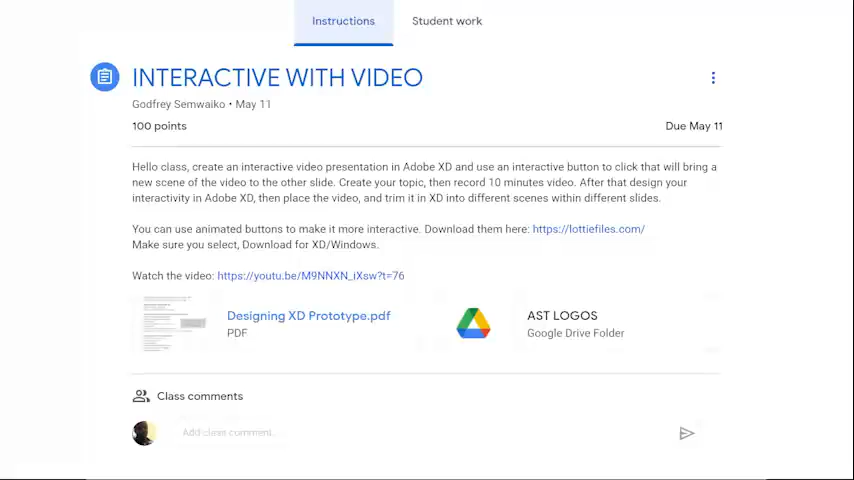 Instructions
Student work
INTERACTIVE WITH VIDEO
Godfrey Semwaiko • May 11
100 points
Due May 11
Hello class, create an interactive video presentation in Adobe XD and use an interactive button to click that will bring a
new scene of the video to the other slide. Create your topic, then record 10 minutes video. After that design your
interactivity in Adobe XD, then place the video, and trim it in XD into different scenes within different slides.
You can use animated buttons to make it more interactive. Download them here: https://lottiefiles.com/
Make sure you select, Download for XD/Windows.
Watch the video: https://youtu.be/M9NNXN_iXsw?t=76
Designing XD Prototype.pdf
PDF
AST LOGOS
Google Drive Folder
Class comments
Add class comment...